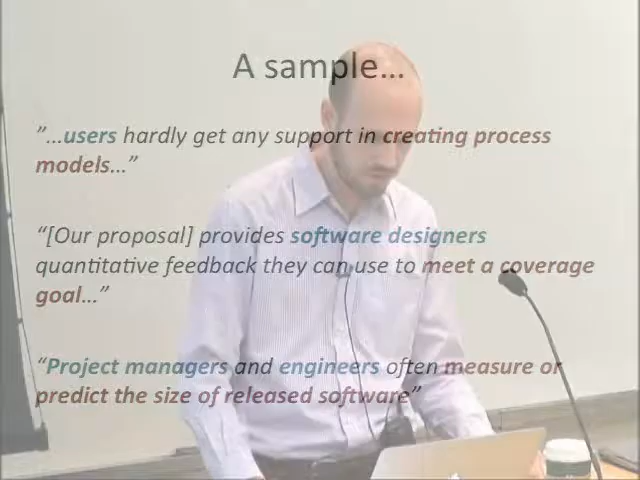 A sample...
"...users hardly get any support in creating process
models..."
"[Our proposal] provides software designers
quantitative feedback they can use to meet a coverage
goal..."
"Project managers and engineers often measure or
predict the size of released software"